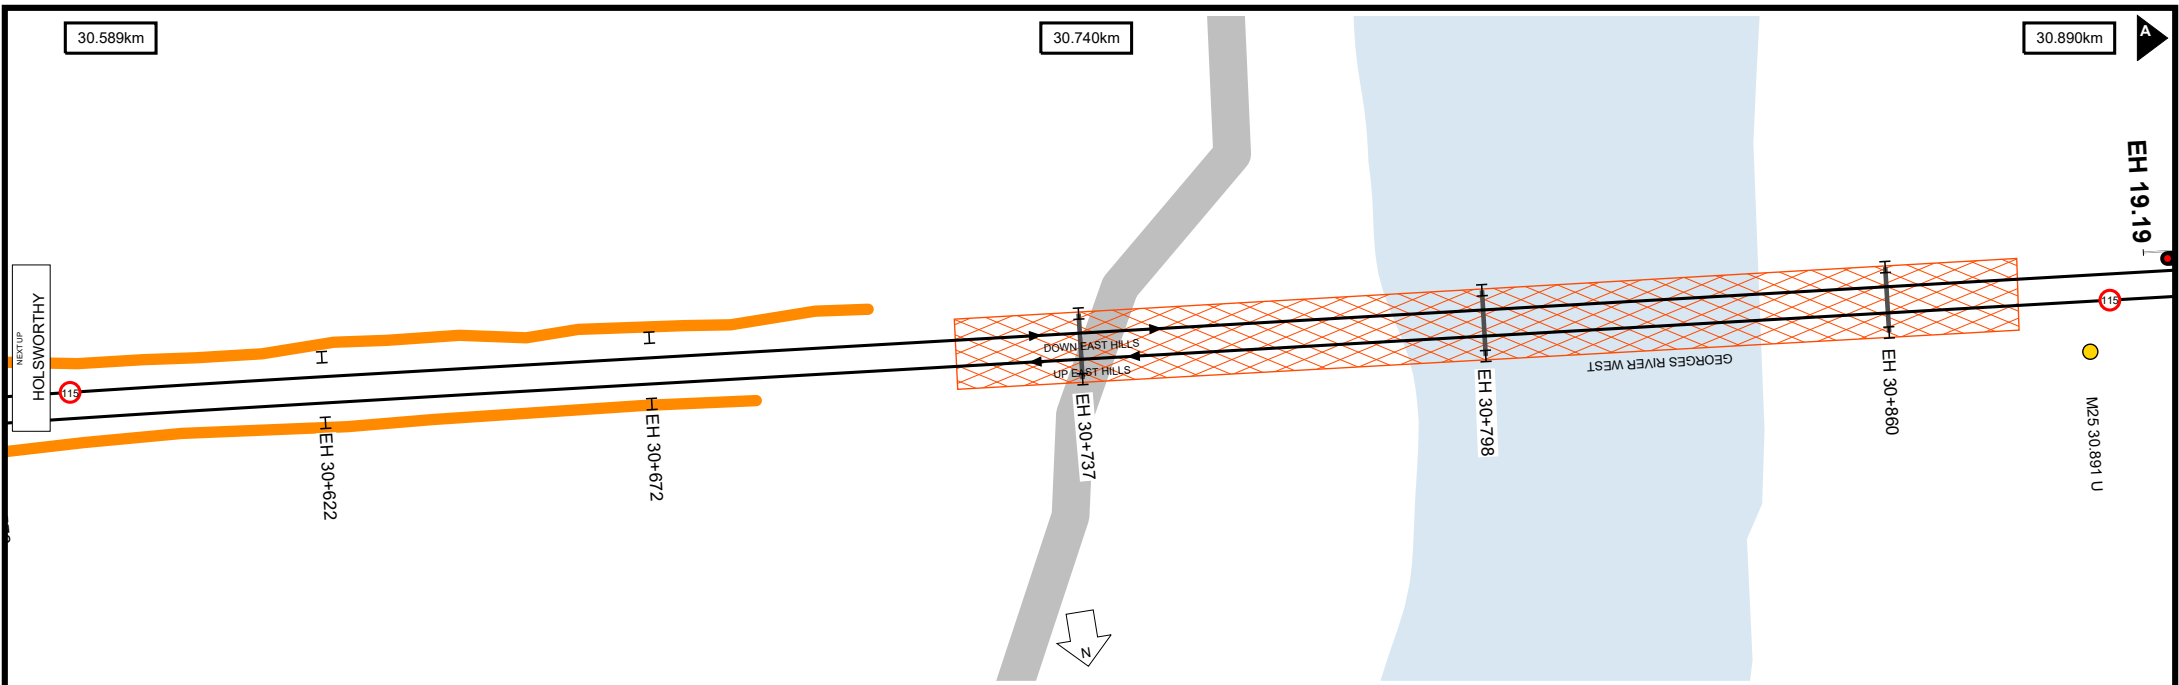 30.589km
30.740km
30.890km
A
EH 19.19
NEXT UP
HOLSWORTHY
115
DOWN EAST HILLS
UP EAST HILLS
GEORGES RIVER WEST
115
EH 30+622
EH 30+672
EH 30+737
EH 30+798
EH 30+860
M25 30.891 U
N